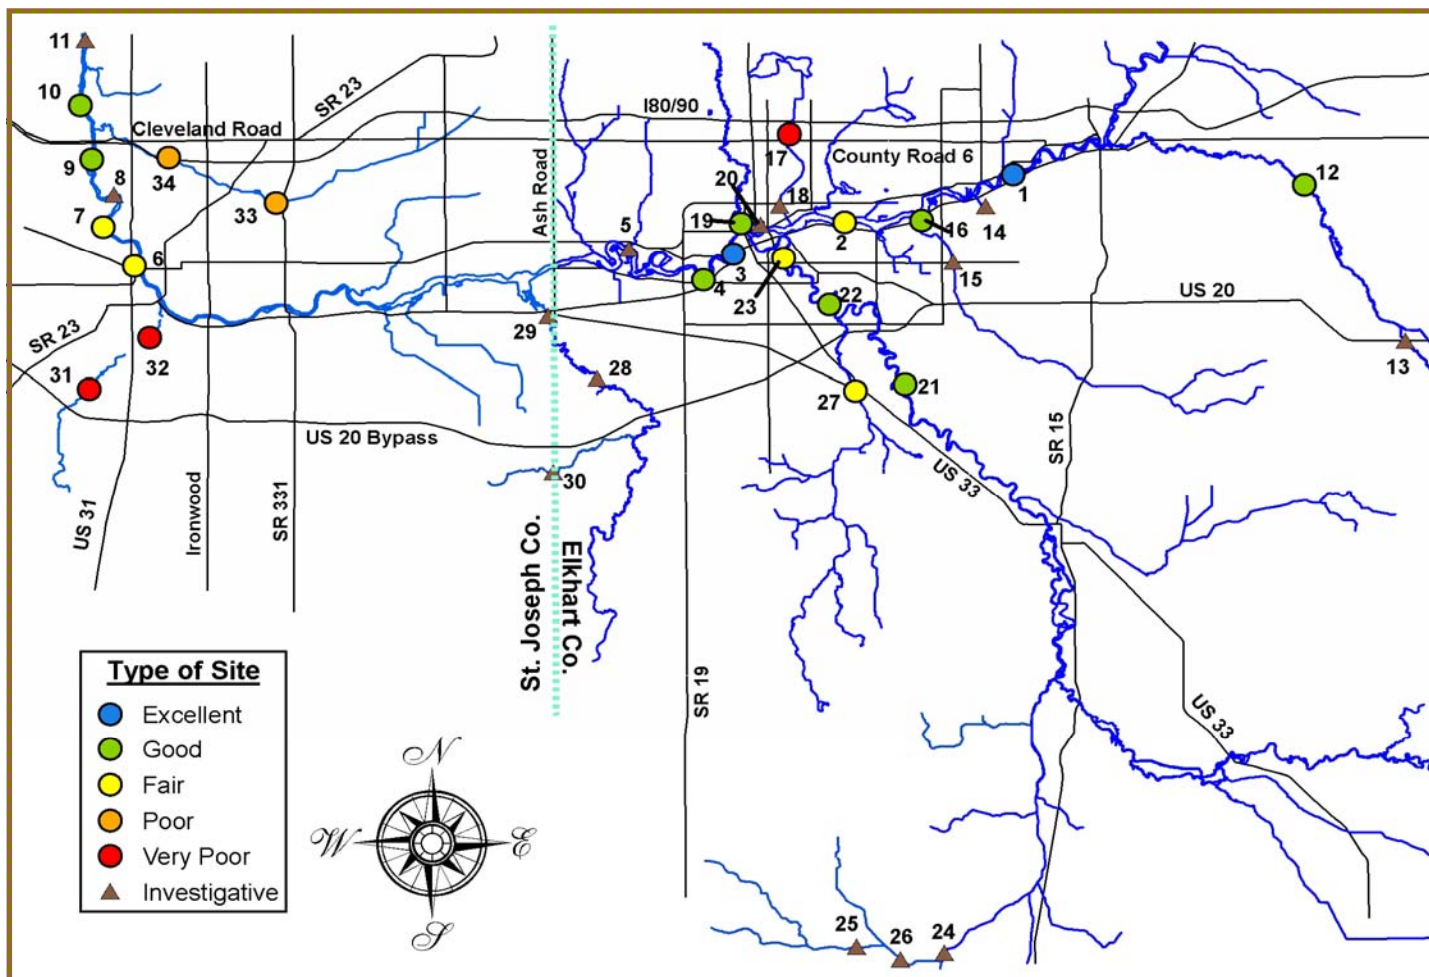 11
10
SR 23
I80/90
Cleveland Road
17
County Road 6
9
8
34
Ash Road
20
18
12
1
7
33
5
19
2
16
14
6
3
15
4
23
22
US 20
SR 23
29
32
13
31
28
27
21
US 20 Bypass
SR 15
US 33
30
US 31
Ironwood
SR 331
St. Joseph Co.
Elkhart Co.
SR 19
US 33
Type of Site
Excellent
Good
Fair
Poor
Very Poor
Investigative
N
W
E
S
25
26
24